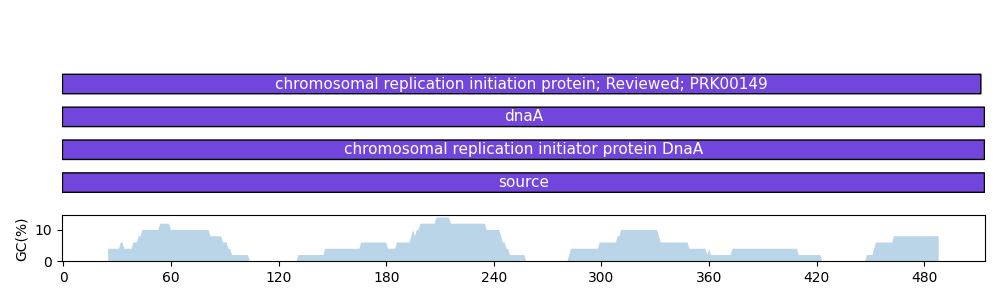 chromosomal replication initiation protein; Reviewed; PRK00149
dnaA
chromosomal replication initiator protein DnaA
source
GC(%)
10
0
0 60 120 180 240 300 360 420 480